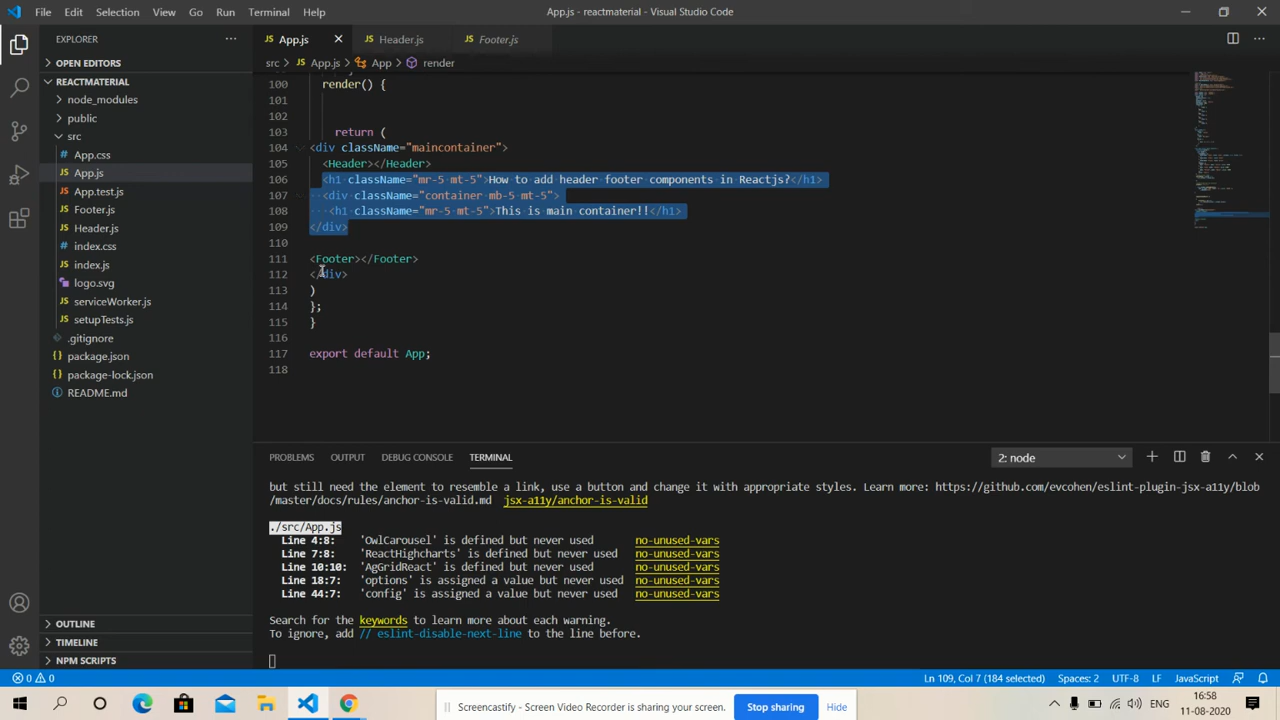 File Edit Selection View Go Run Terminal Help
App.js - reactmaterial - Visual Studio Code
EXPLORER
OPEN EDITORS
REACTMATERIAL
node_modules
public
src
App.css
JS App.js
JS App.test.js
JS Footer.js
JS Header.js
index.css
JS index.js
logo.svg
JS serviceWorker.js
JS setupTests.js
.gitignore
package.json
package-lock.json
README.md
OUTLINE
TIMELINE
NPM SCRIPTS
JS App.js JS Header.js JS Footer.js
src > JS App.js > App > render
100 render() {
101
102
103 return (
104 <div className="maincontainer">
105 <Header></Header>
106 <h1 className="mr-5 mt-5">How to add header footer components in Reactjs?</h1>
107 <div className="container mb-5 mt-5">
108 <h1 className="mr-5 mt-5">This is main container!!</h1>
109 </div>
110
111 <Footer></Footer>
112 </div>
113 )
114 };
115 }
116
117 export default App;
118
PROBLEMS OUTPUT DEBUG CONSOLE TERMINAL
2: node
but still need the element to resemble a link, use a button and change it with appropriate styles. Learn more: https://github.com/evcohen/eslint-plugin-jsx-a11y/blob
/master/docs/rules/anchor-is-valid.md jsx-a11y/anchor-is-valid
./src/App.js
Line 4:8: 'OwlCarousel' is defined but never used no-unused-vars
Line 7:8: 'ReactHighcharts' is defined but never used no-unused-vars
Line 10:10: 'AgGridReact' is defined but never used no-unused-vars
Line 18:7: 'options' is assigned a value but never used no-unused-vars
Line 44:7: 'config' is assigned a value but never used no-unused-vars
Search for the keywords to learn more about each warning.
To ignore, add // eslint-disable-next-line to the line before.
0 0
Ln 109, Col 7 (184 selected) Spaces: 2 UTF-8 LF JavaScript
Screencastify - Screen Video Recorder is sharing your screen. Stop sharing Hide
16:58
11-08-2020